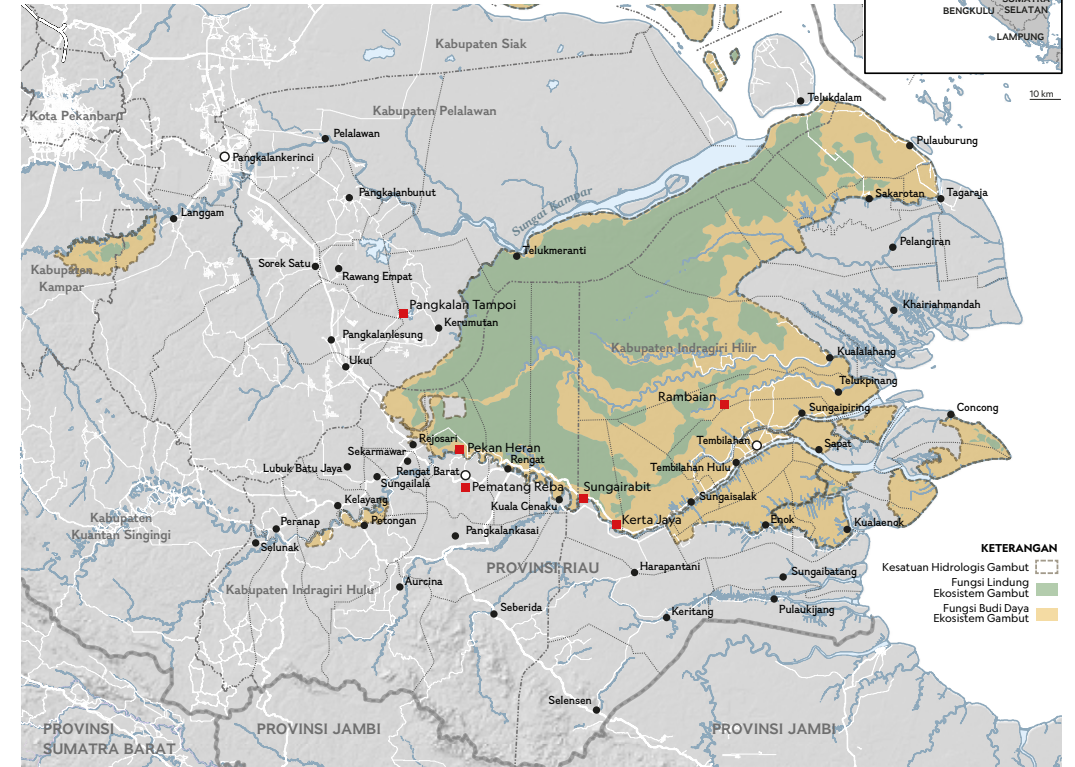 SUMATRA
SELATAN
BENGKULU
LAMPUNG
10 km
Kabupaten Siak
Kota Pekanbaru
Kabupaten Pelalawan
Telukdalam
Pelalawan
Pulauburung
Pangkalankerinci
Pangkalanbunut
Sakarotan
Tagaraja
Langgam
Sungai Kampar
Telukmeranti
Pelangiran
Kabupaten
Kampar
Sorek Satu
Rawang Empat
Pangkalan Tampoi
Khairiahmandah
Kerumutan
Pangkalanlesung
Kabupaten Indragiri Hilir
Kualalahang
Ukui
Telukpinang
Rambaian
Sungaipiring
Concong
Rejosari
Pekan Heran
Tembilahan
Sapat
Sekarmawar
Rengat
Lubuk Batu Jaya
Rengat Barat
Tembilahan Hulu
Sungailala
Pematang Reba
Sungairabit
Kelayang
Kuala Cenaku
Sungaisalak
Kabupaten
Kuantan Singingi
Peranap
Petongan
Kerta Jaya
Enok
Kualaenok
Pangkalankasai
Selunak
KETERANGAN
Kesatuan Hidrologis Gambut
Fungsi Lindung
Ekosistem Gambut
Fungsi Budi Daya
Ekosistem Gambut
PROVINSI RIAU
Harapantani
Sungaibatang
Kabupaten Indragiri Hulu
Aurcina
Seberida
Keritang
Pulaukijang
Selensen
PROVINSI
SUMATRA BARAT
PROVINSI JAMBI
PROVINSI JAMBI